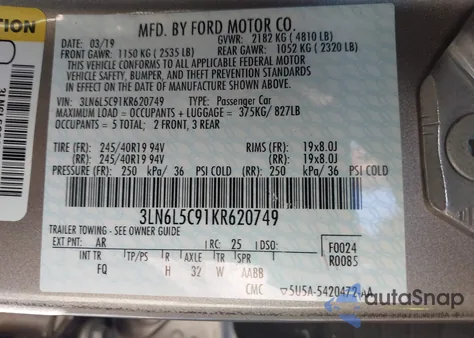 TION
MFD. BY FORD MOTOR CO.
DATE: 03/19 GVWR: 2182 KG ( 4810 LB)
FRONT GAWR: 1150 KG ( 2535 LB) REAR GAWR: 1052 KG ( 2320 LB)
THIS VEHICLE CONFORMS TO ALL APPLICABLE FEDERAL MOTOR
VEHICLE SAFETY, BUMPER, AND THEFT PREVENTION STANDARDS IN
EFFECT ON THE DATE OF MANUFACTURE SHOWN ABOVE.
VIN: 3LN6L5C91KR620749 TYPE: Passenger Car
MAXIMUM LOAD = OCCUPANTS + LUGGAGE = 375KG/ 827LB
OCCUPANTS = 5 TOTAL; 2 FRONT, 3 REAR
TIRE (FR): 245/40R19 94V RIMS (FR): 19x8.0J
(RR): 245/40R19 94V (RR): 19x8.0J
PRESSURE (FR): 250 kPa/ 36 PSI COLD (RR): 250 kPa/ 36 PSI COLD
3LN6L5C91KR620749
TRAILER TOWING - SEE OWNER GUIDE
EXT PNT: AR RC: 25 DSO: F0024
R0085
INT TR TP/PS R AXLE TR SPR
FQ H 32 W AABB
CMC ▽5U5A-5420472-AA
autoSnap